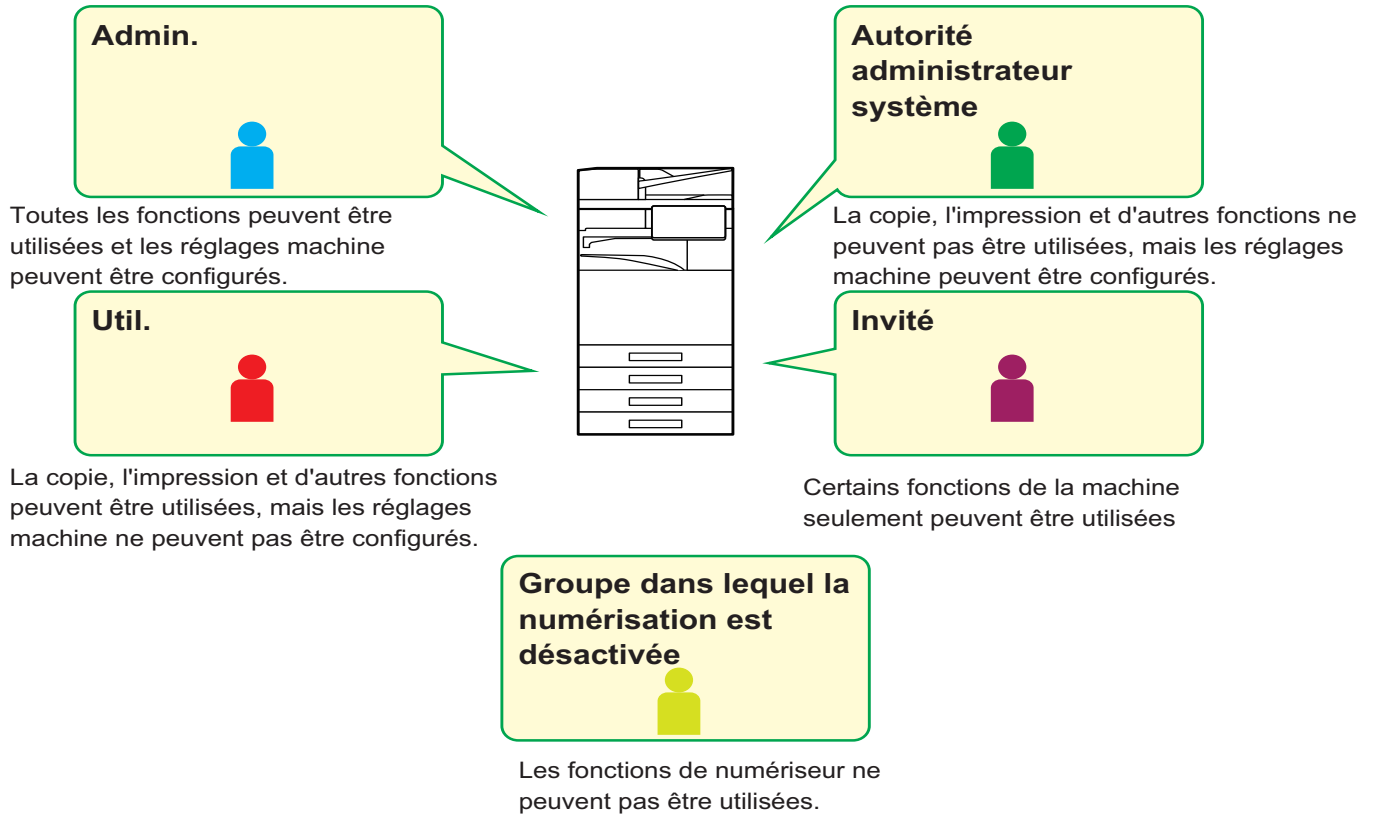 Admin.
Toutes les fonctions peuvent être
utilisées et les réglages machine
peuvent être configurés.
Autorité
administrateur
système
La copie, l'impression et d'autres fonctions ne
peuvent pas être utilisées, mais les réglages
machine peuvent être configurés.
Util.
La copie, l'impression et d'autres fonctions
peuvent être utilisées, mais les réglages
machine ne peuvent pas être configurés.
Invité
Certains fonctions de la machine
seulement peuvent être utilisées
Groupe dans lequel la
numérisation est
désactivée
Les fonctions de numériseur ne
peuvent pas être utilisées.